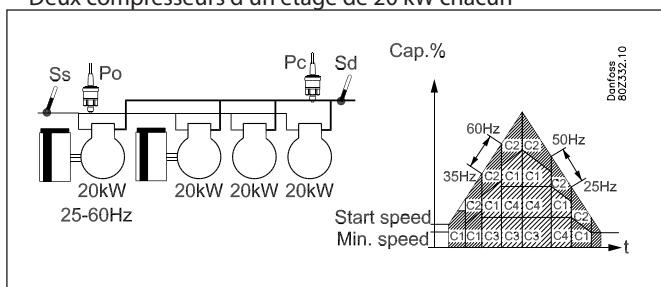 Deux compresseurs d'un étage de 20 kW chacun
Ss
Po
Pc
Sd
20kW
20kW
20kW
20kW
25-60Hz
Cap.%
Danfoss
80Z332.10
60Hz
50Hz
35Hz
25Hz
C2 C2
C2 C1 C1 C2
C2 C1 C4 C4 C1 C2
C1 C1 C3 C3 C3 C4 C1
Start speed
Min. speed
t